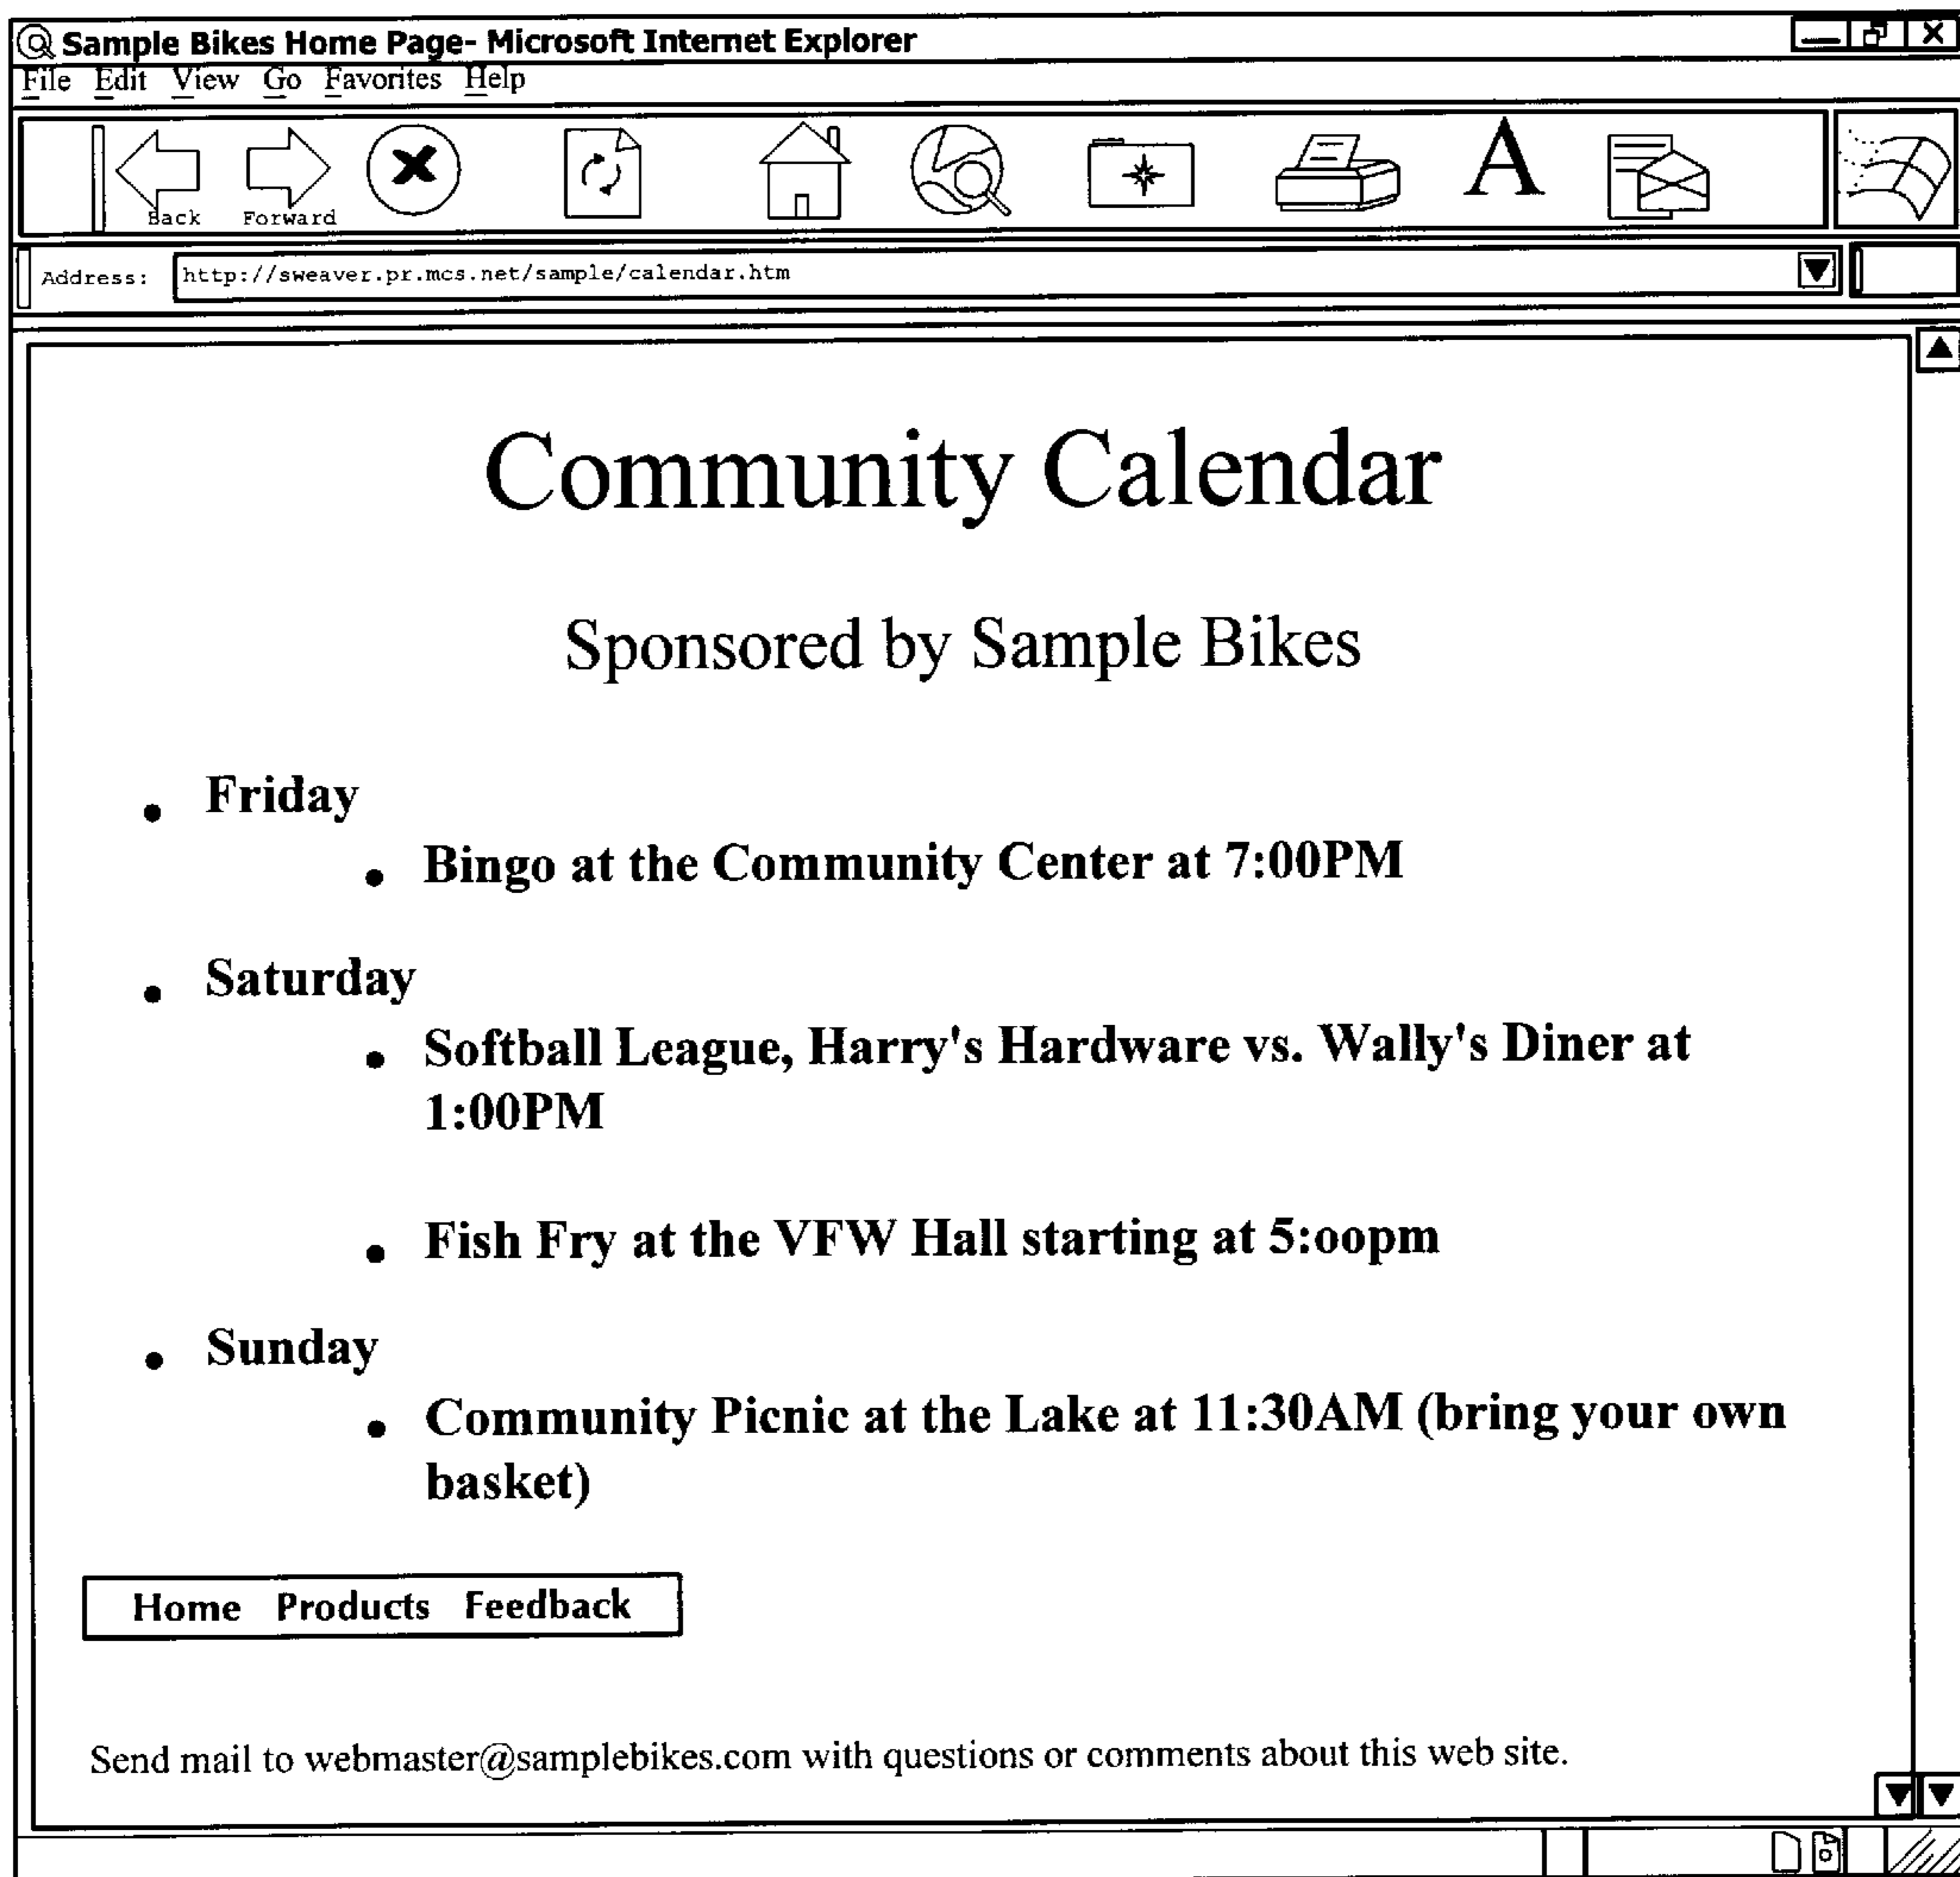 Sample Bikes Home Page- Microsoft Internet Explorer
File Edit View Go Favorites Help
Back Forward
A
Address: http://sweaver.pr.mcs.net/sample/calendar.htm
Community Calendar
Sponsored by Sample Bikes
• Friday
• Bingo at the Community Center at 7:00PM
• Saturday
• Softball League, Harry's Hardware vs. Wally's Diner at
1:00PM
• Fish Fry at the VFW Hall starting at 5:oopm
• Sunday
• Community Picnic at the Lake at 11:30AM (bring your own
basket)
Home Products Feedback
Send mail to webmaster@samplebikes.com with questions or comments about this web site.